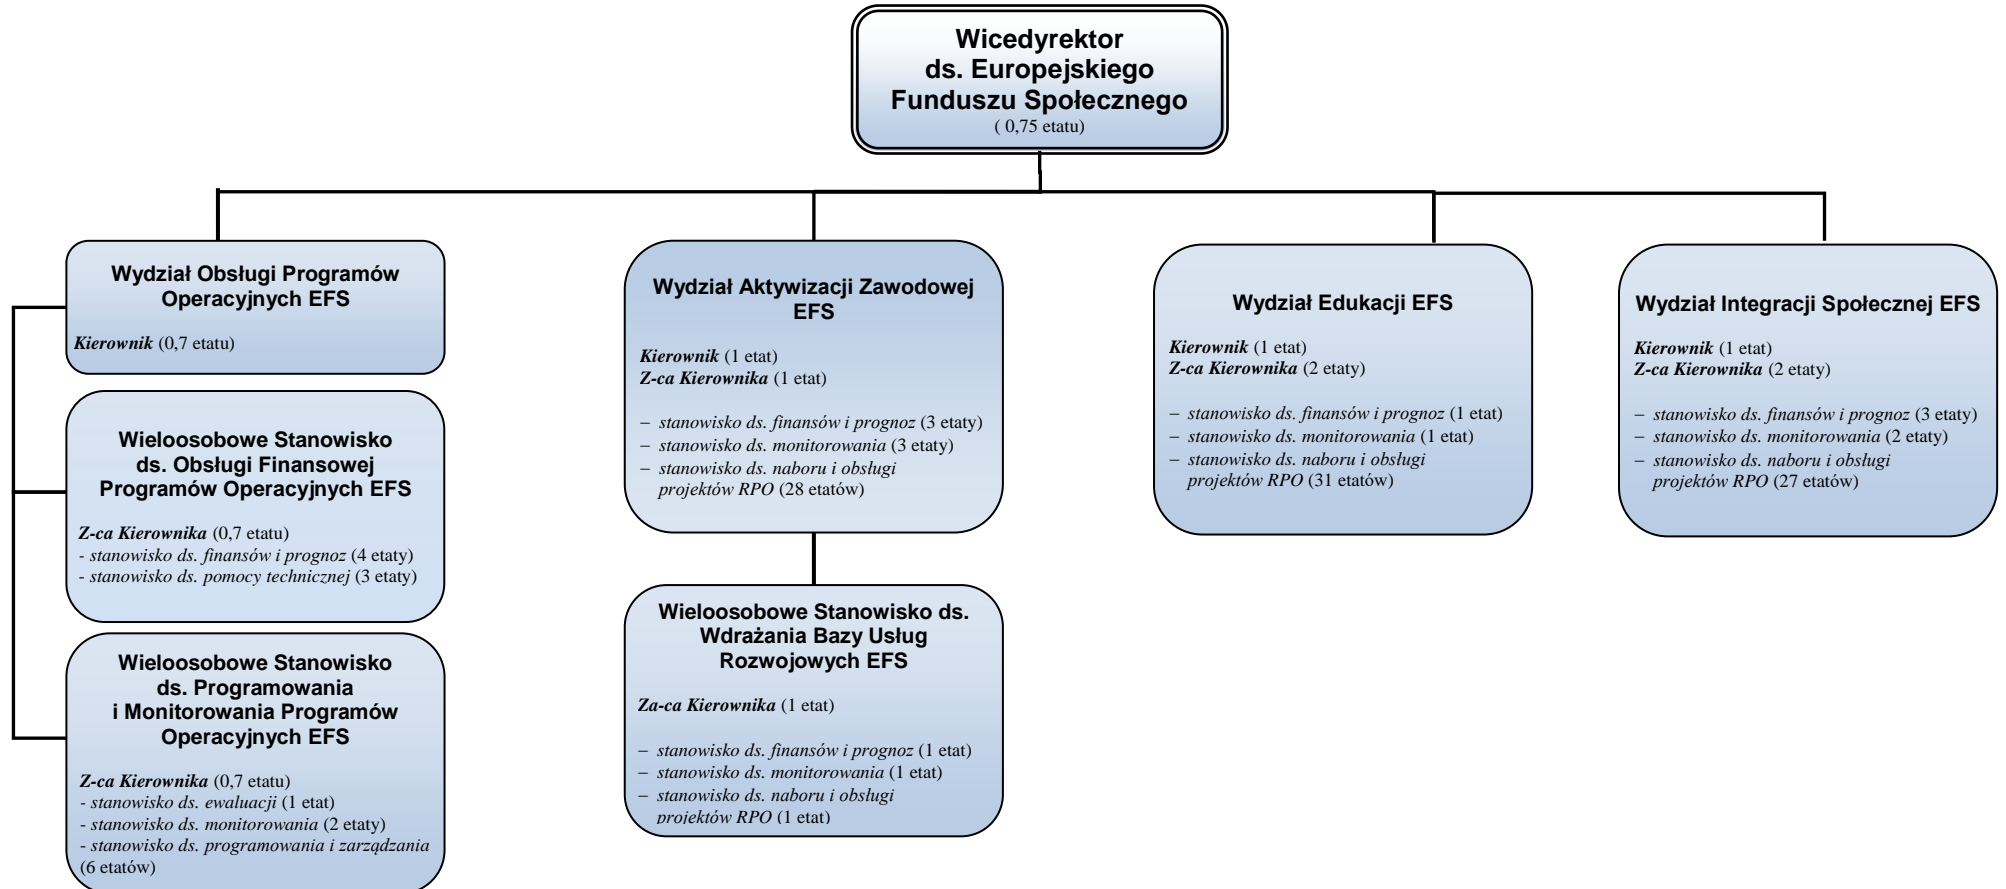 Wicedyrektor
ds. Europejskiego
Funduszu Społecznego
( 0,75 etatu)
Wydział Obsługi Programów
Operacyjnych EFS
Kierownik (0,7 etatu)
Wieloosobowe Stanowisko
ds. Obsługi Finansowej
Programów Operacyjnych EFS
Z-ca Kierownika (0,7 etatu)
- stanowisko ds. finansów i prognoz (4 etaty)
- stanowisko ds. pomocy technicznej (3 etaty)
Wieloosobowe Stanowisko
ds. Programowania
i Monitorowania Programów
Operacyjnych EFS
Z-ca Kierownika (0,7 etatu)
- stanowisko ds. ewaluacji (1 etat)
- stanowisko ds. monitorowania (2 etaty)
- stanowisko ds. programowania i zarządzania
(6 etatów)
Wydział Aktywizacji Zawodowej
EFS
Kierownik (1 etat)
Z-ca Kierownika (1 etat)
– stanowisko ds. finansów i prognoz (3 etaty)
– stanowisko ds. monitorowania (3 etaty)
– stanowisko ds. naboru i obsługi
projektów RPO (28 etatów)
Wieloosobowe Stanowisko ds.
Wdrażania Bazy Usług
Rozwojowych EFS
Za-ca Kierownika (1 etat)
– stanowisko ds. finansów i prognoz (1 etat)
– stanowisko ds. monitorowania (1 etat)
– stanowisko ds. naboru i obsługi
projektów RPO (1 etat)
Wydział Edukacji EFS
Kierownik (1 etat)
Z-ca Kierownika (2 etaty)
– stanowisko ds. finansów i prognoz (1 etat)
– stanowisko ds. monitorowania (1 etat)
– stanowisko ds. naboru i obsługi
projektów RPO (31 etatów)
Wydział Integracji Społecznej EFS
Kierownik (1 etat)
Z-ca Kierownika (2 etaty)
– stanowisko ds. finansów i prognoz (3 etaty)
– stanowisko ds. monitorowania (2 etaty)
– stanowisko ds. naboru i obsługi
projektów RPO (27 etatów)